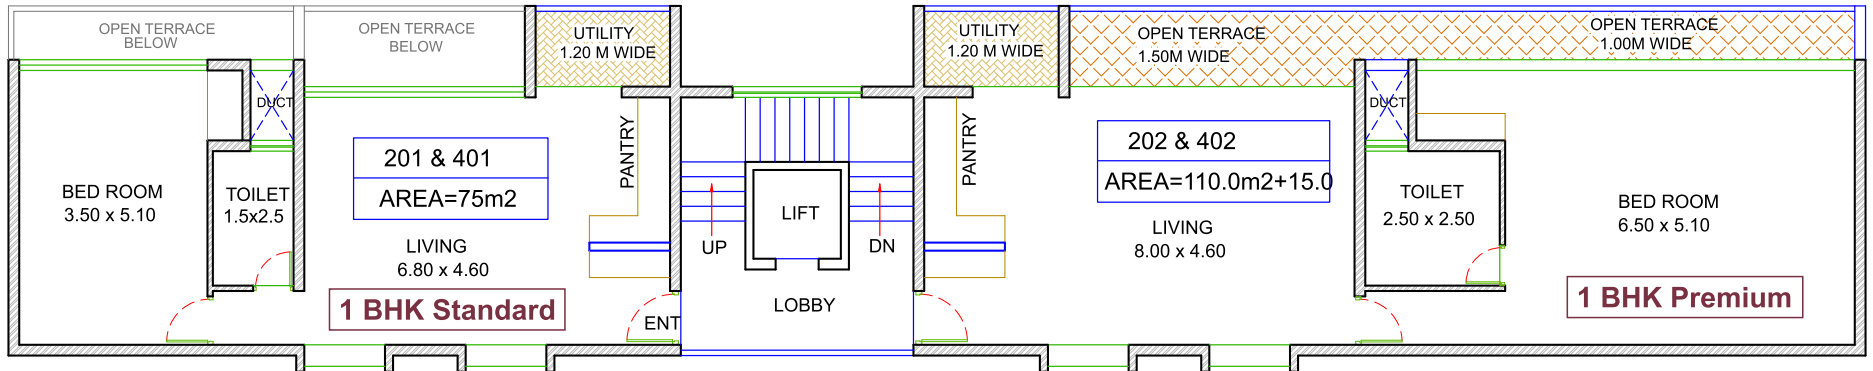 OPEN TERRACE
BELOW
OPEN TERRACE
BELOW
UTILITY
1.20 M WIDE
UTILITY
1.20 M WIDE
OPEN TERRACE
1.50M WIDE
OPEN TERRACE
1.00M WIDE
DUCT
BED ROOM
3.50 x 5.10
TOILET
1.5x2.5
201 & 401
AREA=75m2
LIVING
6.80 x 4.60
1 BHK Standard
PANTRY
ENT
UP
LIFT
DN
LOBBY
PANTRY
202 & 402
AREA=110.0m2+15.0
LIVING
8.00 x 4.60
DUCT
TOILET
2.50 x 2.50
BED ROOM
6.50 x 5.10
1 BHK Premium